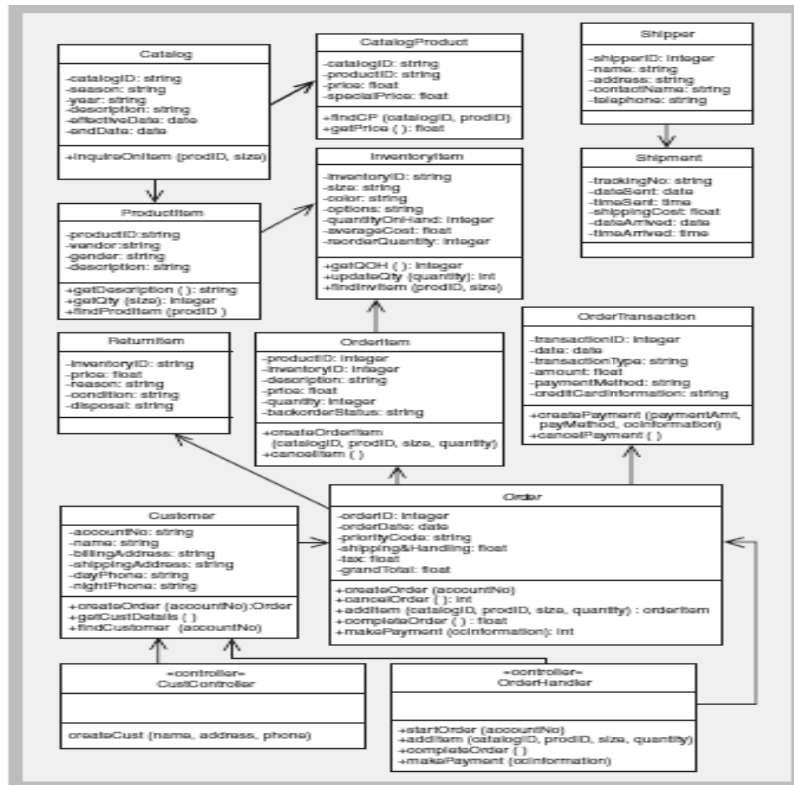 Catalog
-catalogID: string
-season: string
-year: string
-description: string
-effectiveDate: date
-endDate: date
+inquireOnItem (prodID, size)
CatalogProduct
-catalogID: string
-productID: string
-price: float
-specialPrice: float
+findCP (catalogID, prodID)
+getPrice ( ): float
Shipper
-shipperID: integer
-name: string
-address: string
-contactName: string
-telephone: string
ProductItem
-productID:string
-vendor:string
-gender: string
-description: string
+getDescription ( ): string
+getQty (size): integer
+findProdItem (prodID )
InventoryItem
-inventoryID: string
-size: string
-color: string
-options: string
-quantityOnHand: integer
-averageCost: float
-reorderQuantity: integer
+getQOH ( ): integer
+updateQty (quantity): int
+findInvItem (prodID, size)
Shipment
-trackingNo: string
-dateSent: date
-timeSent: time
-shippingCost: float
-dateArrived: date
-timeArrived: time
ReturnItem
-inventoryID: string
-price: float
-reason: string
-condition: string
-disposal: string
OrderItem
-productID: integer
-inventoryID: integer
-description: string
-price: float
-quantity: integer
-backorderStatus: string
+createOrderItem
(catalogID, prodID, size, quantity)
+cancelItem ( )
OrderTransaction
-transactionID: integer
-date: date
-transactionType: string
-amount: float
-paymentMethod: string
-creditCardInformation: string
+createPayment (paymentAmt,
payMethod, ccInformation)
+cancelPayment ( )
Customer
-accountNo: string
-name: string
-billingAddress: string
-shippingAddress: string
-dayPhone: string
-nightPhone: string
+createOrder (accountNo):Order
+getCustDetails ( )
+findCustomer (accountNo)
Order
-orderID: integer
-orderDate: date
-priorityCode: string
-shipping&Handling: float
-tax: float
-grandTotal: float
+createOrder (accountNo)
+cancelOrder ( ): int
+addItem (catalogID, prodID, size, quantity) : orderItem
+completeOrder ( ) : float
+makePayment (ccInformation): int
«controller»
CustController
createCust (name, address, phone)
«controller»
OrderHandler
+startOrder (accountNo)
+addItem (catalogID, prodID, size, quantity)
+completeOrder ( )
+makePayment (ccInformation)